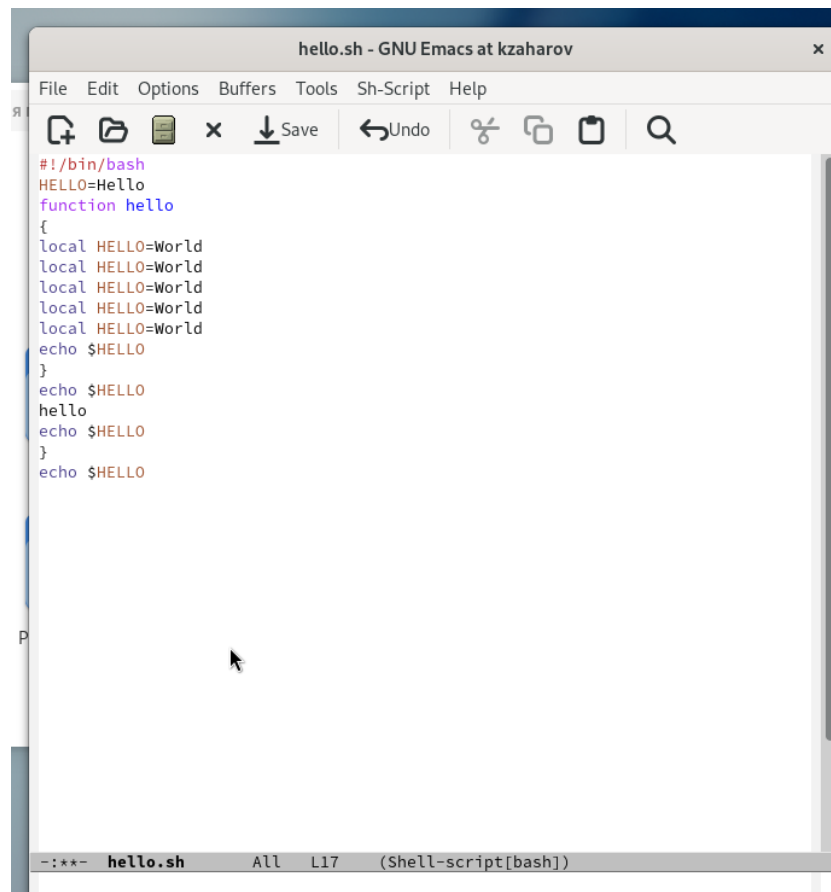 hello.sh - GNU Emacs at kzaharov
File Edit Options Buffers Tools Sh-Script Help
Я
Save Undo
#!/bin/bash
HELLO=Hello
function hello
{
local HELLO=World
local HELLO=World
local HELLO=World
local HELLO=World
local HELLO=World
echo $HELLO
}
echo $HELLO
hello
echo $HELLO
}
echo $HELLO
P
-:**- hello.sh All L17 (Shell-script[bash])